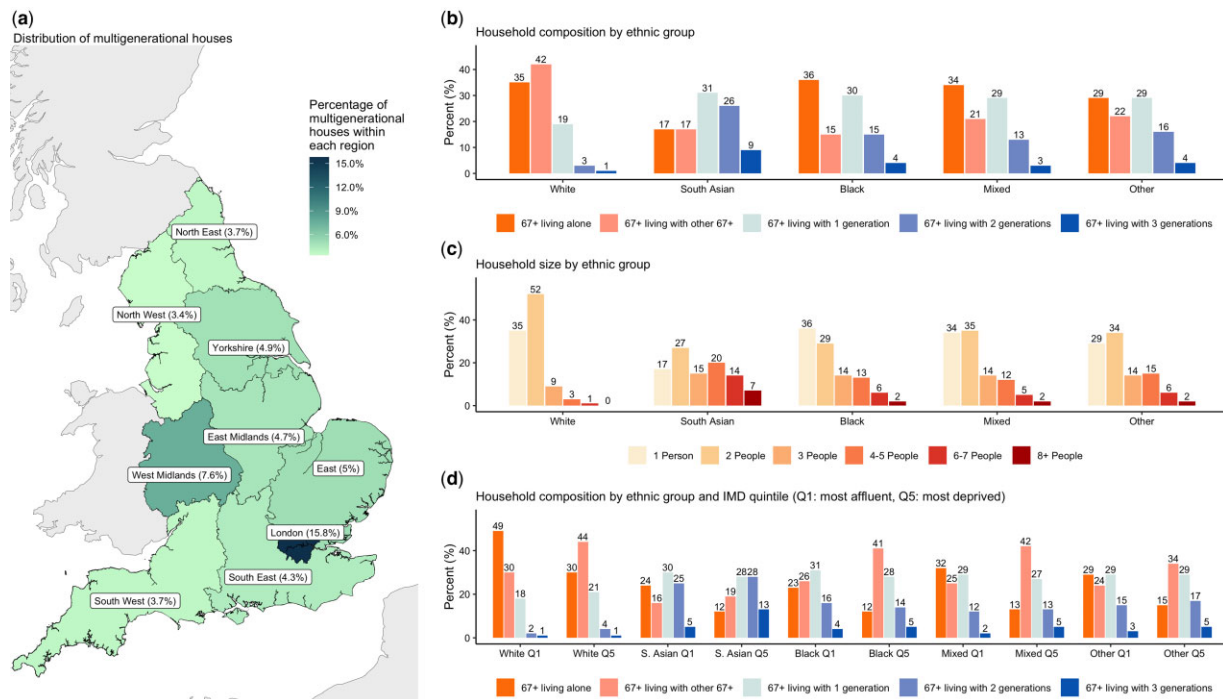 (a)
Distribution of multigenerational houses
Percentage of
multigenerational
houses within
each region
15.0%
12.0%
9.0%
6.0%
North East (3.7%)
North West (3.4%)
Yorkshire (4.9%)
East Midlands (4.7%)
West Midlands (7.6%)
East (5%)
London (15.8%)
South East (4.3%)
South West (3.7%)
(b)
Household composition by ethnic group
Percent (%)
40
30
20
10
0
35 42 19 3 1 17 17 31 26 9 36 15 30 15 4 34 21 29 13 3 29 22 29 16 4
White South Asian Black Mixed Other
67+ living alone 67+ living with other 67+ 67+ living with 1 generation 67+ living with 2 generations 67+ living with 3 generations
(c)
Household size by ethnic group
Percent (%)
40
20
0
35 52 9 3 1 0 17 27 15 20 14 7 36 29 14 13 6 2 34 35 14 12 5 2 29 34 14 15 6 2
White South Asian Black Mixed Other
1 Person 2 People 3 People 4-5 People 6-7 People 8+ People
(d)
Household composition by ethnic group and IMD quintile (Q1: most affluent, Q5: most deprived)
Percent (%)
40
20
0
49 30 18 2 1 30 44 21 4 1 24 16 30 25 5 12 19 28 28 13 23 26 31 16 4 12 41 28 14 5 32 25 29 12 2 13 42 27 13 5 29 24 29 15 3 15 34 29 17 5
White Q1 White Q5 S. Asian Q1 S. Asian Q5 Black Q1 Black Q5 Mixed Q1 Mixed Q5 Other Q1 Other Q5
67+ living alone 67+ living with other 67+ 67+ living with 1 generation 67+ living with 2 generations 67+ living with 3 generations